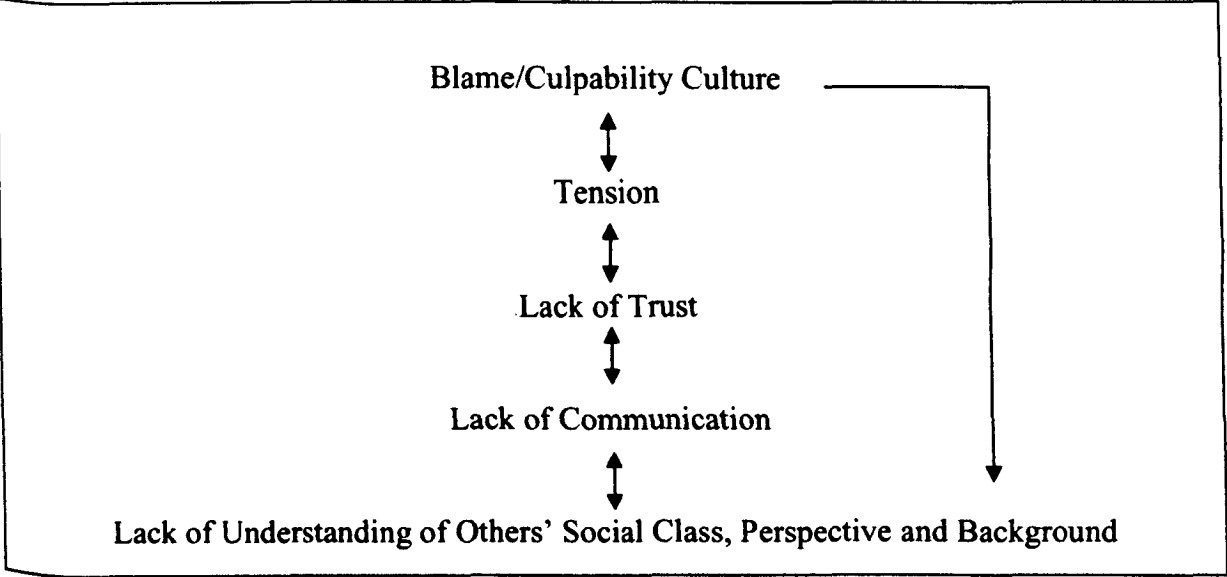 Blame/Culpability Culture
Tension
Lack of Trust
Lack of Communication
Lack of Understanding of Others' Social Class, Perspective and Background